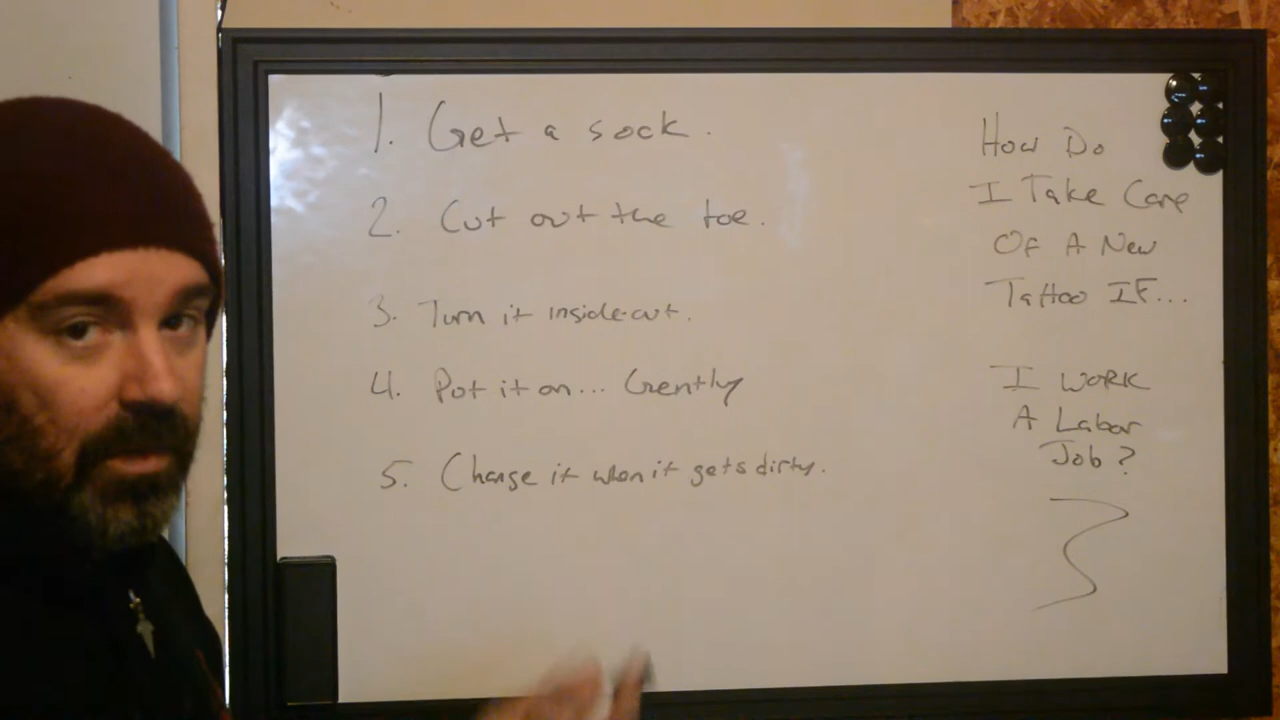 1. Get a sock.
2. Cut out the toe.
3. Turn it inside-out.
4. Put it on... Gently
5. Change it when it gets dirty.
How Do
I Take Care
Of A New
Tattoo IF...
I WORK
A Labor
Job?